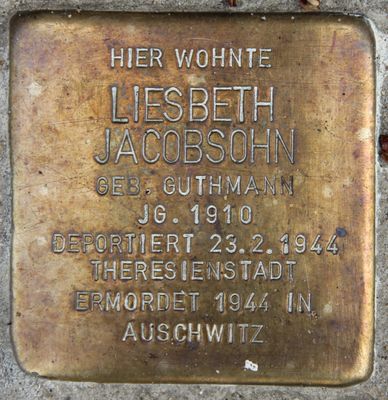 HIER WOHNTE
LIESBETH
JACOBSOHN
GEB. GUTHMANN
JG. 1910
DEPORTIERT 23.2.1944
THERESIENSTADT
ERMORDET 1944 IN
AUSCHWITZ